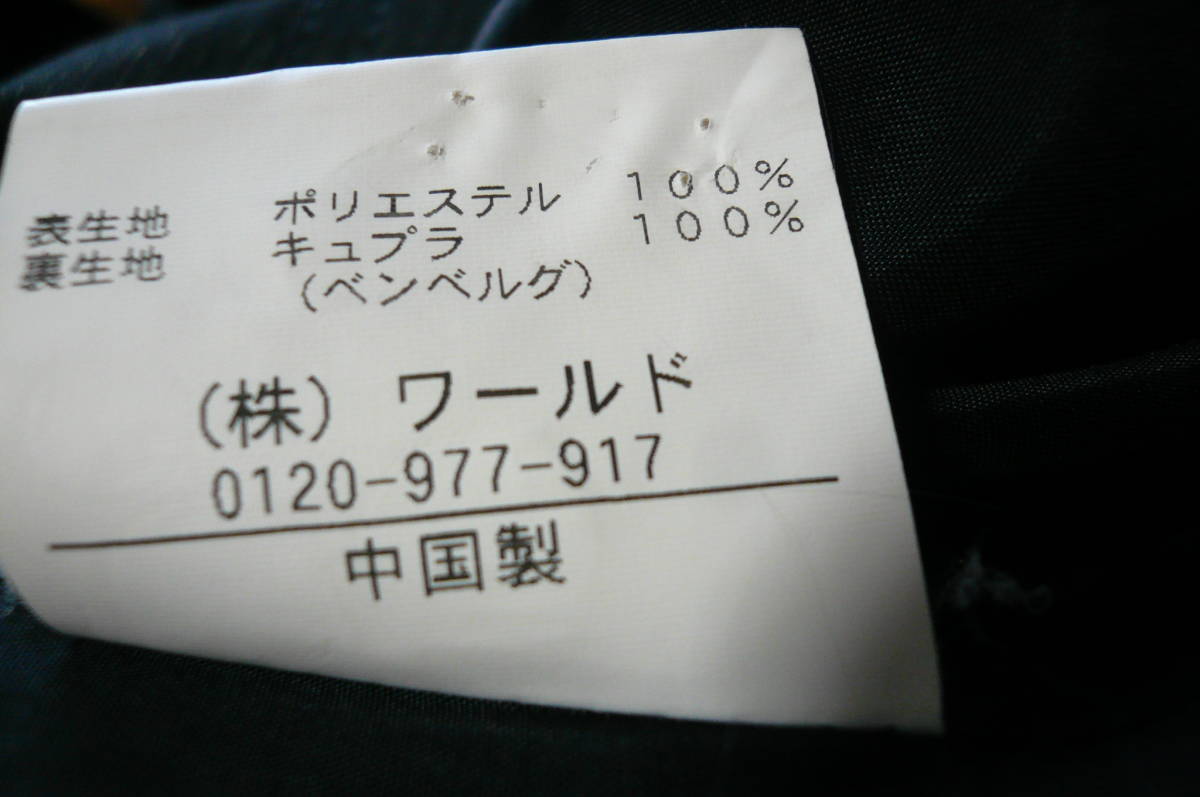 表生地 ポリエステル 100%
裏生地 キュプラ 100%
(ベンベルグ)
(株) ワールド
0120-977-917
中国製